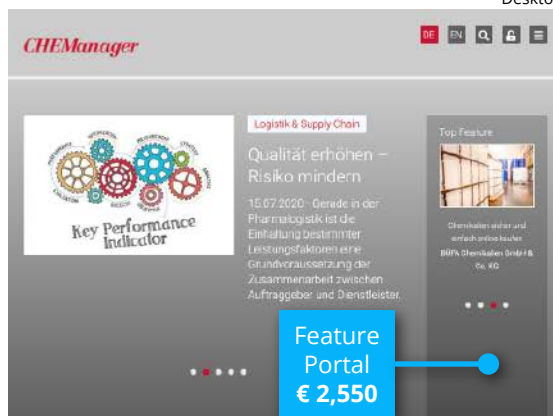 Deskto
CHEManager
DE EN
Logistik & Supply Chain
Qualität erhöhen –
Risiko mindern
15.07.2020 - Gerade in der
Pharmalogistik ist die
Einhaltung bestimmter
Leistungsfaktoren eine
Grundvoraussetzung der
Zusammenarbeit zwischen
Auftraggeber und Dienstleister.
Key Performance
Indicator
Top Feature
Chemikalien sicher und
einfach online kaufen
BÜFA Chemikalien GmbH &
Co. KG
Feature
Portal
€ 2,550